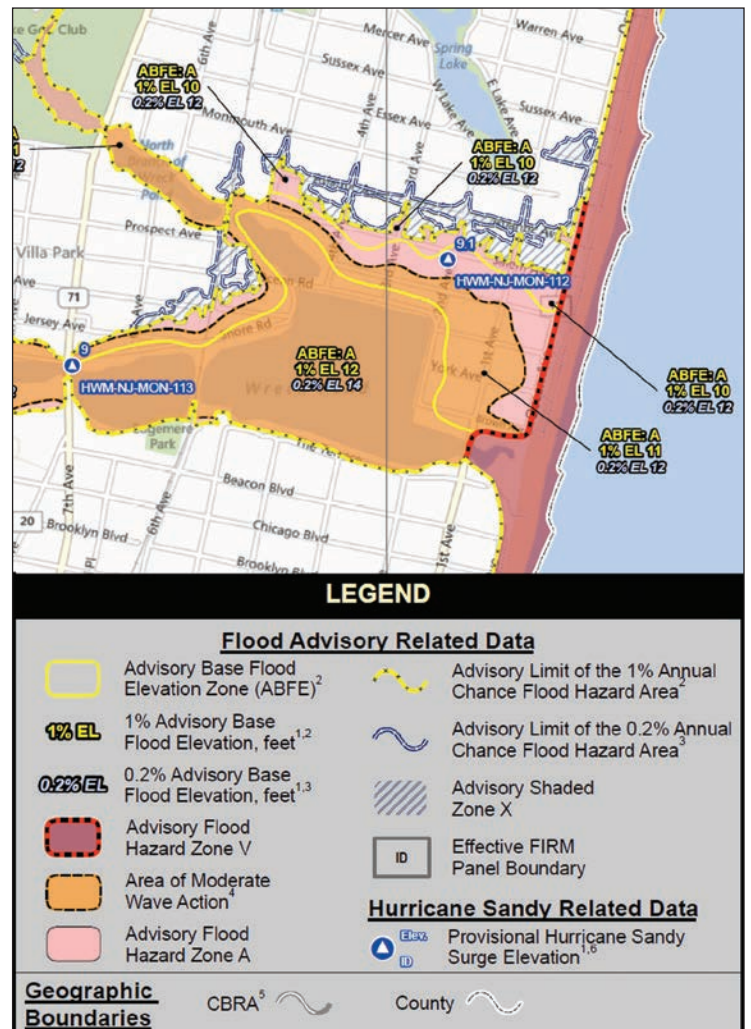 6th Ave
Mercer Ave
Warren Ave
Spring
Lake
Sussex Ave
ABFE: A
1% EL 10
0.2% EL 12
4th Ave
W Lake Ave
E Lake Ave
Sussex Ave
Monmouth Ave
Essex Ave
ABFE: A
1% EL 10
0.2% EL 12
Prospect Ave
Villa Park
9.1
HWM-NJ-MON-112
71
Jersey Ave
9
HWM-NJ-MON-113
ABFE: A
1% EL 12
0.2% EL 14
York Ave
1st Ave
ABFE: A
1% EL 10
0.2% EL 12
Edgemere
Park
ABFE: A
1% EL 11
0.2% EL 12
7th Ave
6th Ave
Beacon Blvd
20
Brooklyn Blvd
Chicago Blvd
Brooklyn
1st Ave
Pl
LEGEND
Flood Advisory Related Data
Advisory Base Flood
Elevation Zone (ABFE)2
1% EL
1% Advisory Base
Flood Elevation, feet1,2
0.2% EL
0.2% Advisory Base
Flood Elevation, feet1,3
Advisory Flood
Hazard Zone V
Area of Moderate
Wave Action4
Advisory Flood
Hazard Zone A
Advisory Limit of the 1% Annual
Chance Flood Hazard Area2
Advisory Limit of the 0.2% Annual
Chance Flood Hazard Area3
Advisory Shaded
Zone X
ID
Effective FIRM
Panel Boundary
Hurricane Sandy Related Data
Elev.
ID
Provisional Hurricane Sandy
Surge Elevation1,6
Geographic
Boundaries
CBRA5
County